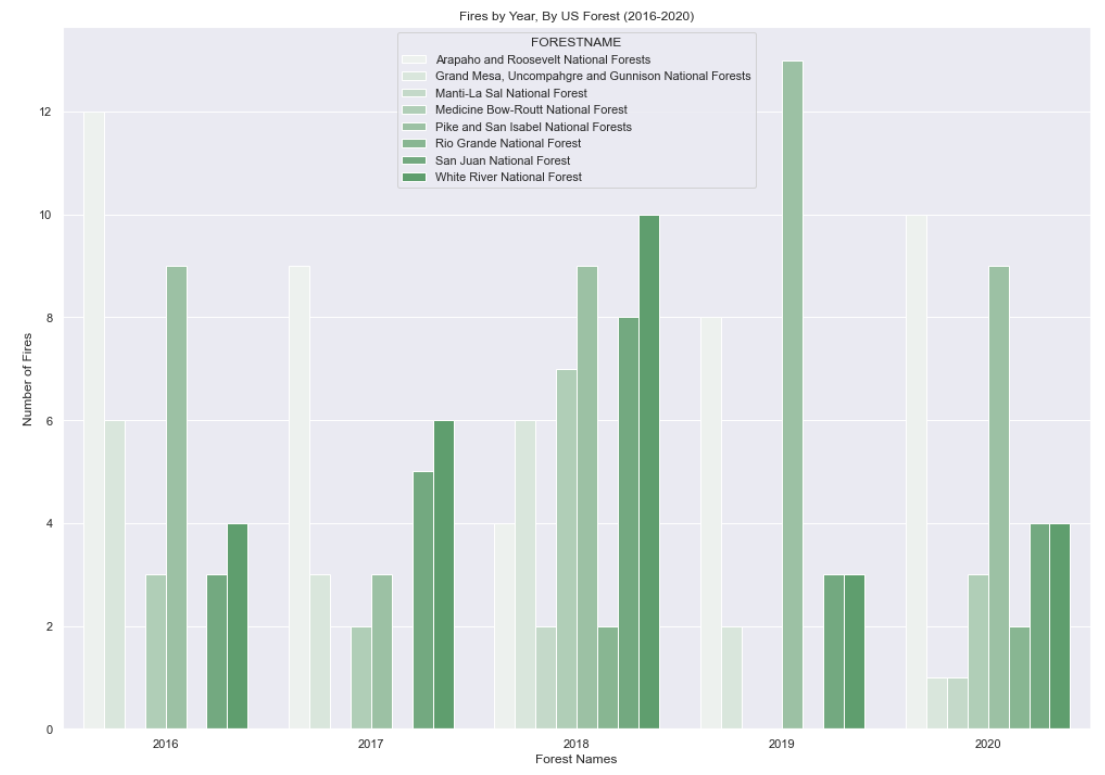 Fires by Year, By US Forest (2016-2020)
FORESTNAME
Arapaho and Roosevelt National Forests
Grand Mesa, Uncompahgre and Gunnison National Forests
Manti-La Sal National Forest
Medicine Bow-Routt National Forest
Pike and San Isabel National Forests
Rio Grande National Forest
San Juan National Forest
White River National Forest
Number of Fires
12
10
8
6
4
2
0
2016 2017 2018 2019 2020
Forest Names